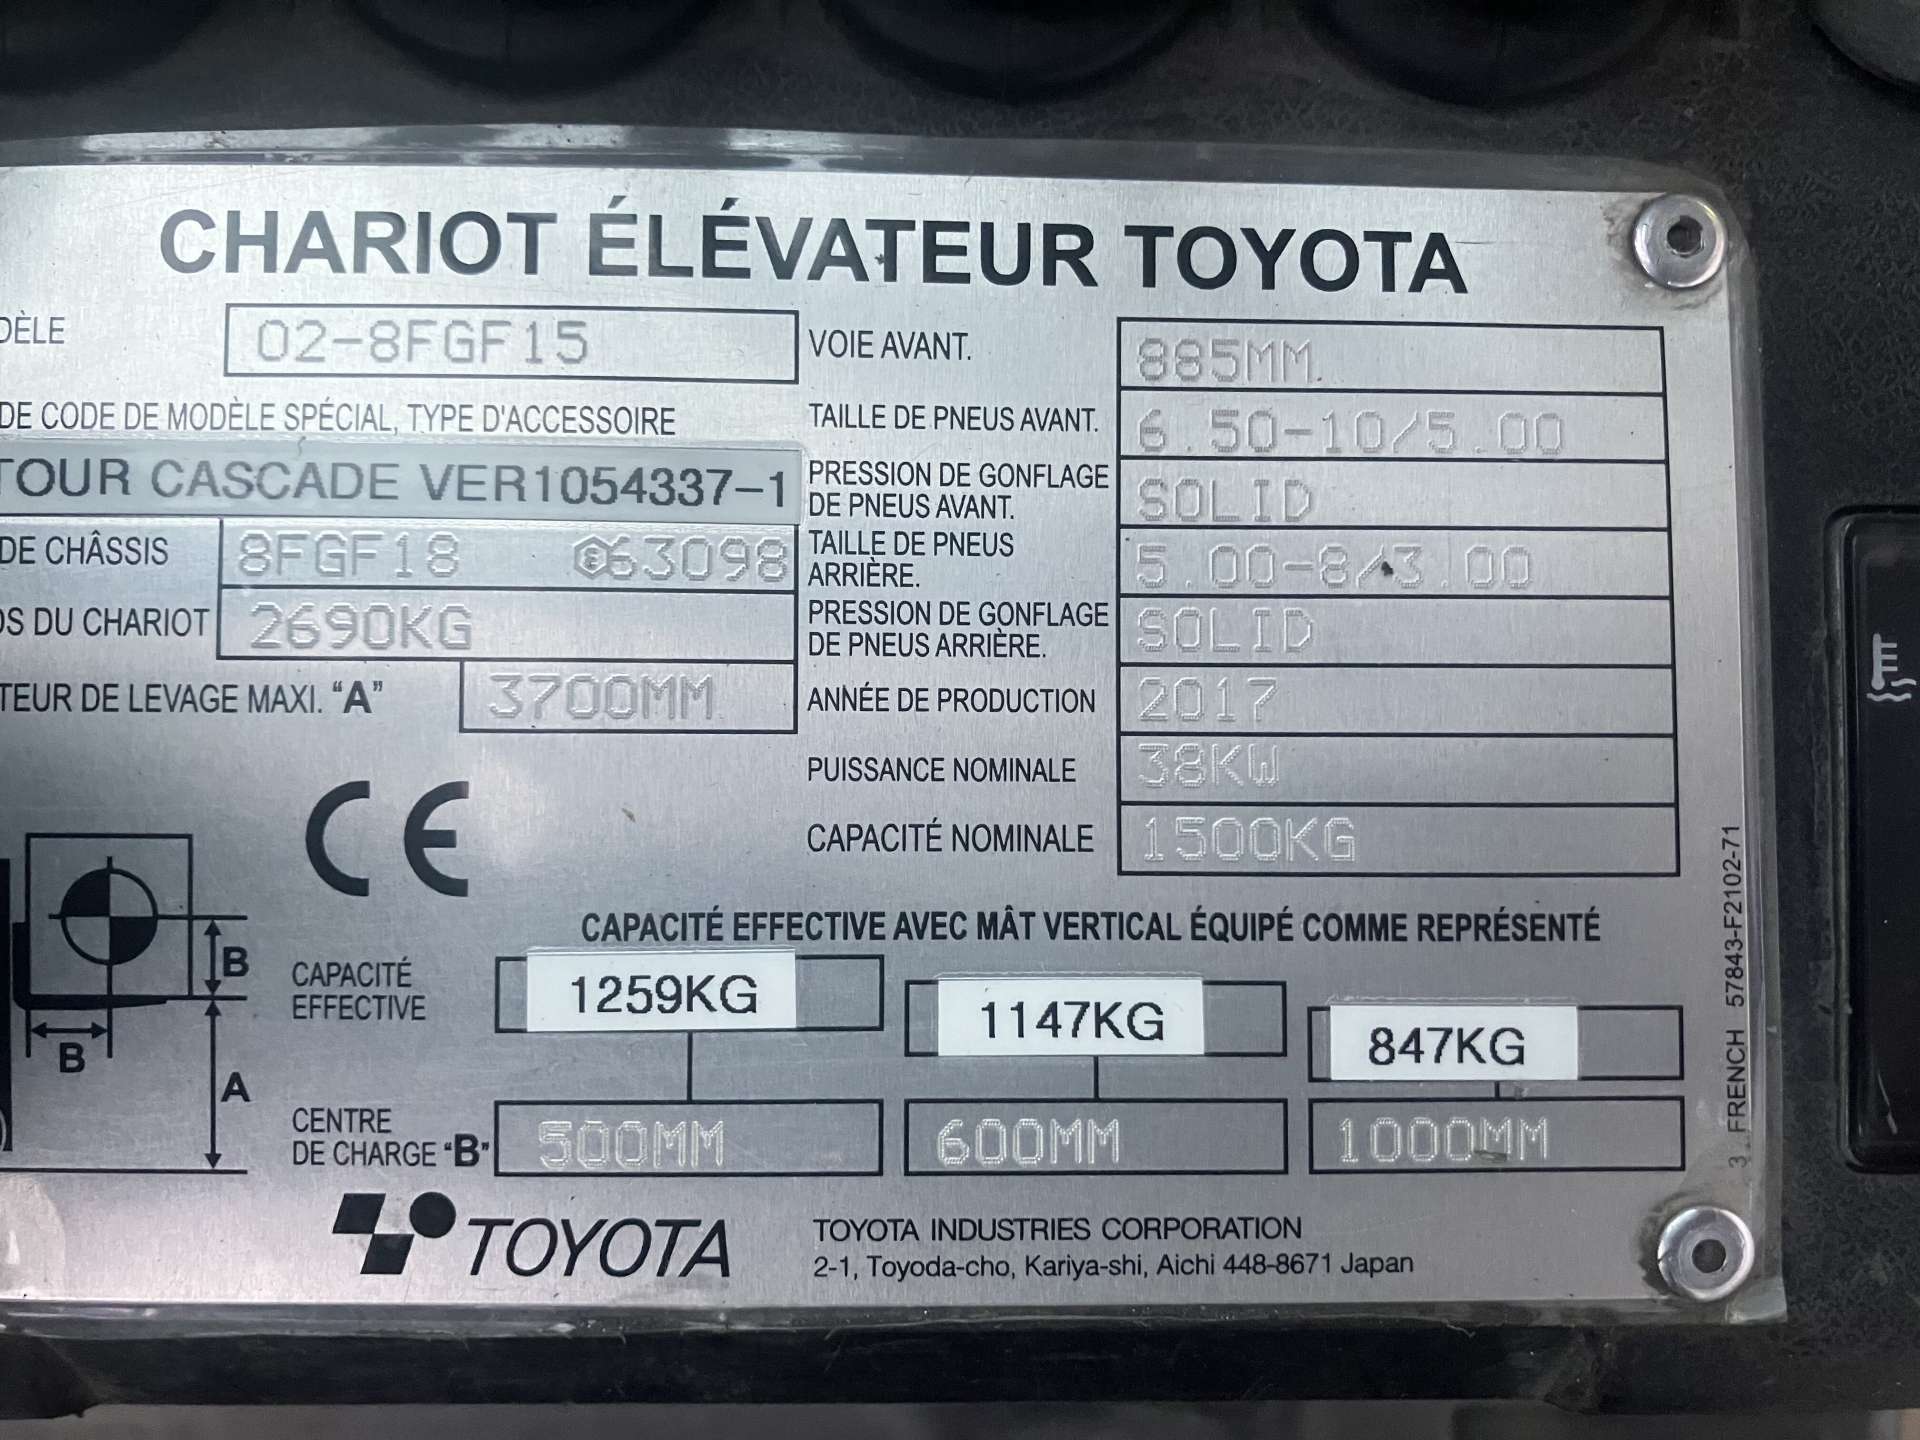 CHARIOT ÉLÉVATEUR TOYOTA
DÈLE 02-8FGF15
DE CODE DE MODÈLE SPÉCIAL, TYPE D'ACCESSOIRE
TOUR CASCADE VER1054337-1
DE CHÂSSIS 8FGF18 E63098
DS DU CHARIOT 2690KG
TEUR DE LEVAGE MAXI. "A" 3700MM
VOIE AVANT. 885MM.
TAILLE DE PNEUS AVANT. 6.50-10/5.00
PRESSION DE GONFLAGE
DE PNEUS AVANT. SOLID
TAILLE DE PNEUS
ARRIÈRE. 5.00-8/3.00
PRESSION DE GONFLAGE
DE PNEUS ARRIÈRE. SOLID
ANNÉE DE PRODUCTION 2017
PUISSANCE NOMINALE 38KW
CAPACITÉ NOMINALE 1500KG
CE
B
B
A
CAPACITÉ EFFECTIVE AVEC MÂT VERTICAL ÉQUIPÉ COMME REPRÉSENTÉ
CAPACITÉ
EFFECTIVE 1259KG 1147KG 847KG
CENTRE
DE CHARGE "B" 500MM 600MM 1000MM
TOYOTA
TOYOTA INDUSTRIES CORPORATION
2-1, Toyoda-cho, Kariya-shi, Aichi 448-8671 Japan
3. FRENCH 57843-F2102-71